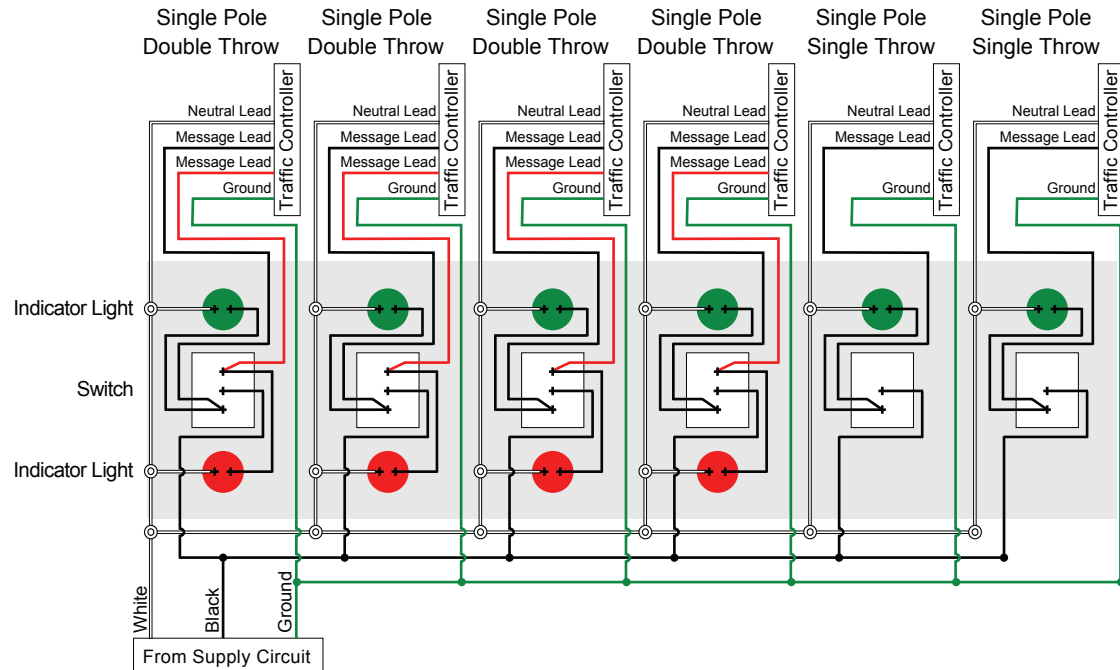 Single Pole
Double Throw
Single Pole
Double Throw
Single Pole
Double Throw
Single Pole
Double Throw
Single Pole
Single Throw
Single Pole
Single Throw
Neutral Lead
Message Lead
Message Lead
Ground
Traffic Controller
Neutral Lead
Message Lead
Message Lead
Ground
Traffic Controller
Neutral Lead
Message Lead
Message Lead
Ground
Traffic Controller
Neutral Lead
Message Lead
Message Lead
Ground
Traffic Controller
Neutral Lead
Message Lead
Ground
Traffic Controller
Neutral Lead
Message Lead
Ground
Traffic Controller
Indicator Light
Switch
Indicator Light
White
Black
Ground
From Supply Circuit